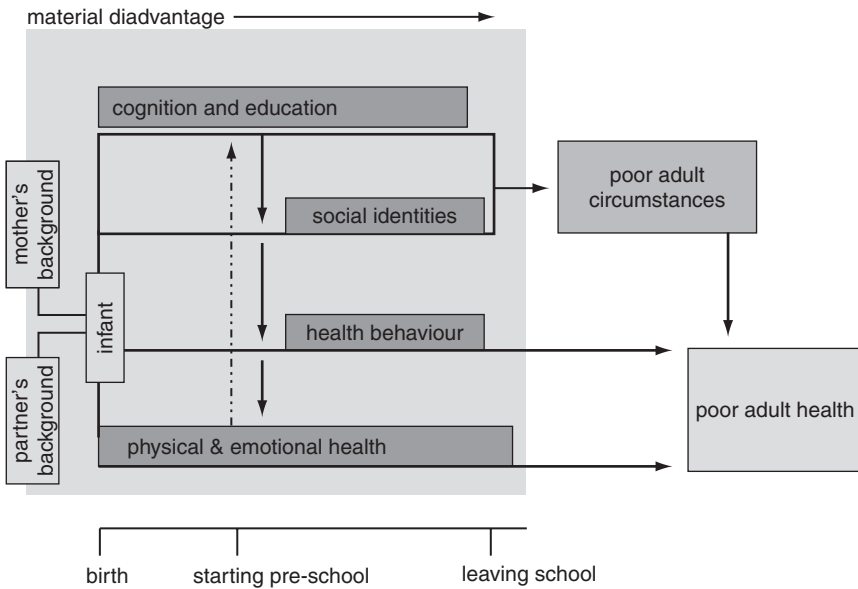 material diadvantage
cognition and education
mother's
background
social identities
poor adult
circumstances
infant
health behaviour
partner's
background
physical & emotional health
poor adult health
birth
starting pre-school
leaving school